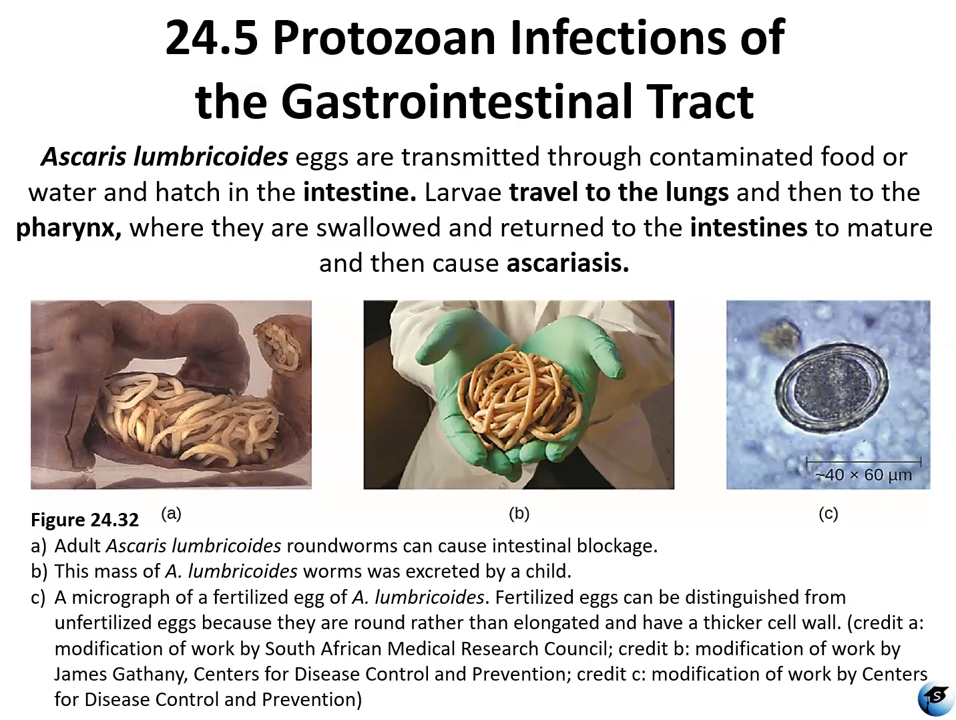 24.5 Protozoan Infections of
the Gastrointestinal Tract
Ascaris lumbricoides eggs are transmitted through contaminated food or
water and hatch in the intestine. Larvae travel to the lungs and then to the
pharynx, where they are swallowed and returned to the intestines to mature
and then cause ascariasis.
~40 × 60 µm
(a)
(b)
(c)
Figure 24.32
a) Adult Ascaris lumbricoides roundworms can cause intestinal blockage.
b) This mass of A. lumbricoides worms was excreted by a child.
c) A micrograph of a fertilized egg of A. lumbricoides. Fertilized eggs can be distinguished from
unfertilized eggs because they are round rather than elongated and have a thicker cell wall. (credit a:
modification of work by South African Medical Research Council; credit b: modification of work by
James Gathany, Centers for Disease Control and Prevention; credit c: modification of work by Centers
for Disease Control and Prevention)
S